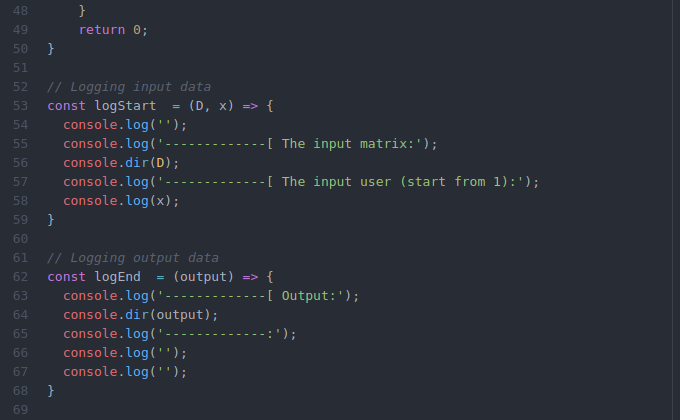 48      }
49      return 0;
50  }
51
52  // Logging input data
53  const logStart  = (D, x) => {
54    console.log('');
55    console.log('-------------[ The input matrix:');
56    console.dir(D);
57    console.log('-------------[ The input user (start from 1):');
58    console.log(x);
59  }
60
61  // Logging output data
62  const logEnd  = (output) => {
63    console.log('-------------[ Output:');
64    console.dir(output);
65    console.log('-------------:');
66    console.log('');
67    console.log('');
68  }
69